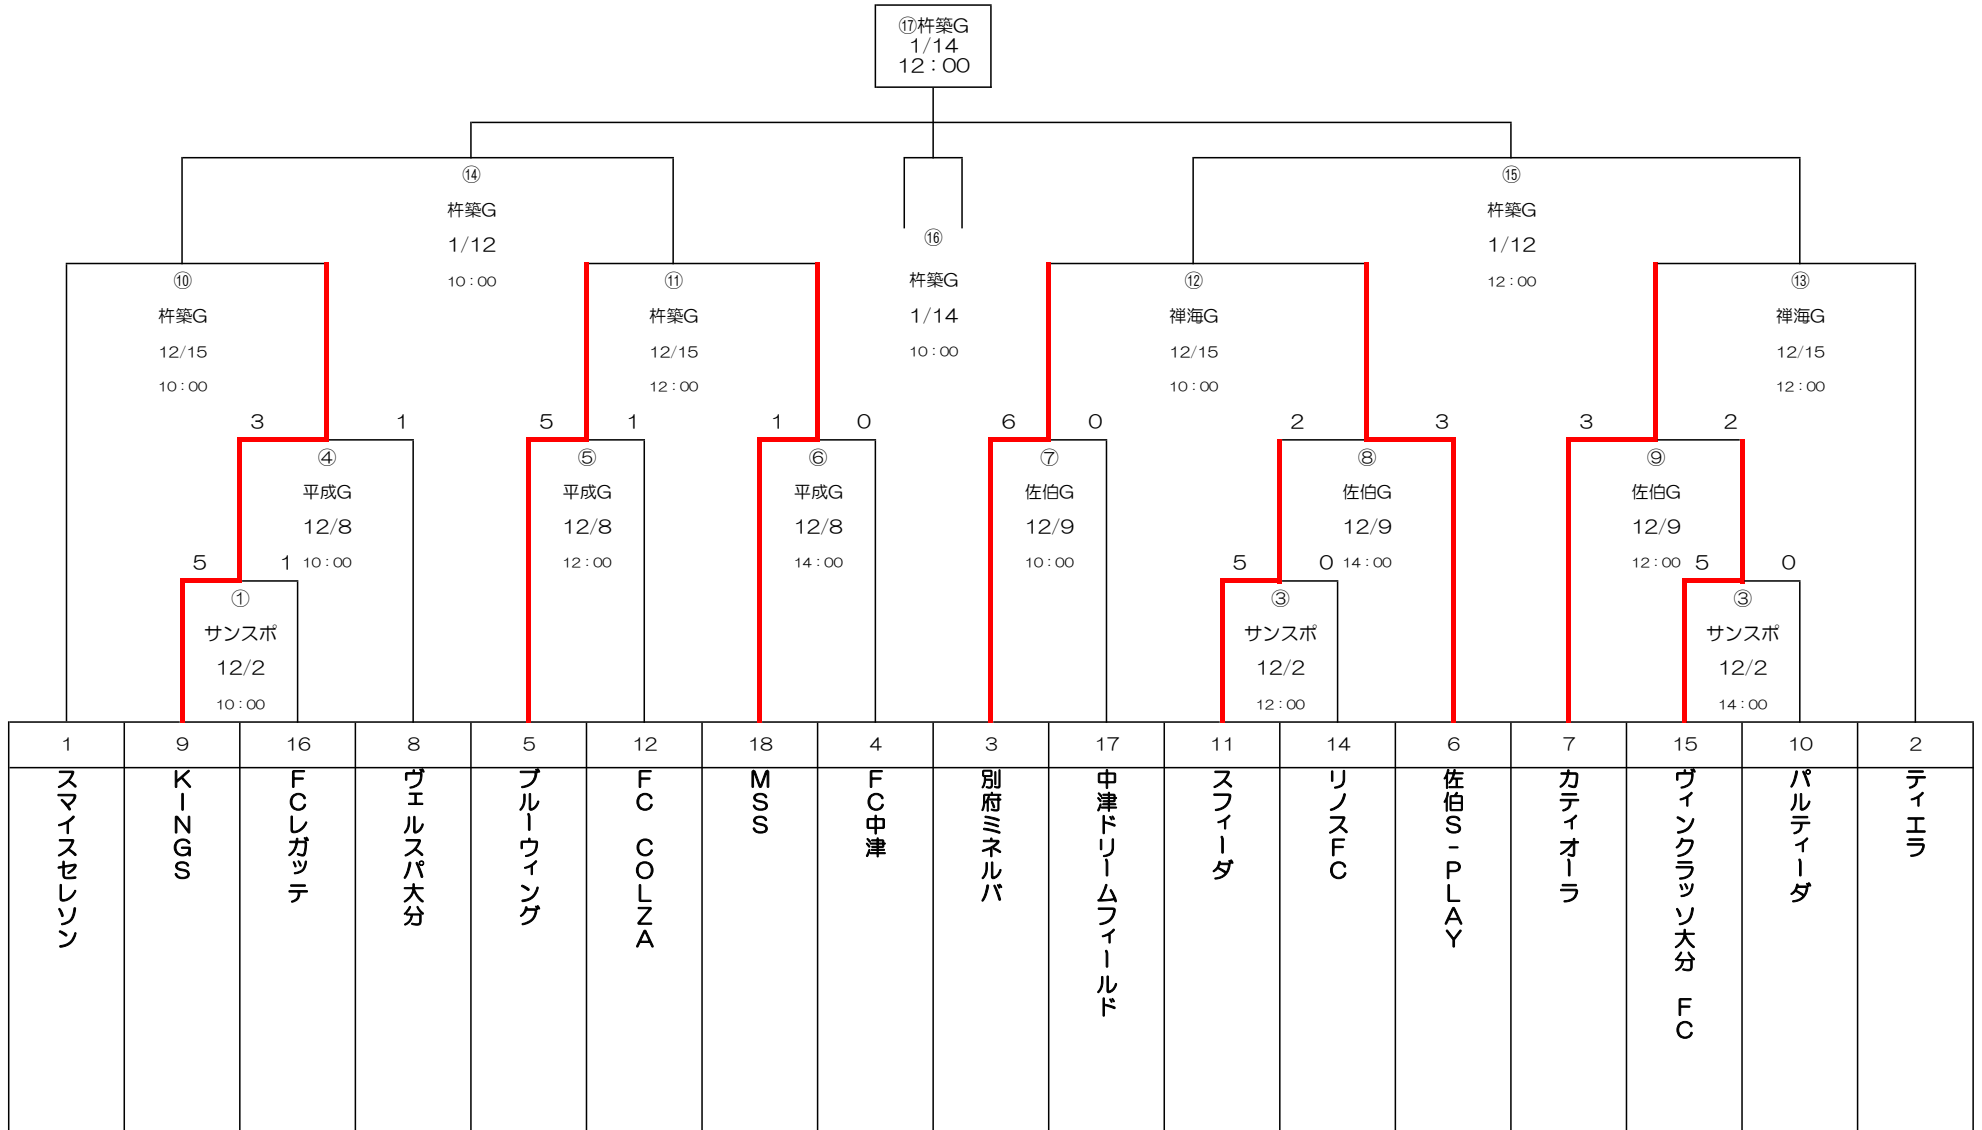 ⑰杵築G
1/14
12：00
⑭
杵築G
1/12
10：00
⑯
杵築G
1/14
10：00
⑮
杵築G
1/12
12：00
⑩
杵築G
12/15
10：00
⑪
杵築G
12/15
12：00
⑫
禅海G
12/15
10：00
⑬
禅海G
12/15
12：00
3 1
④
平成G
12/8
10：00
5 1
⑤
平成G
12/8
12：00
1 0
⑥
平成G
12/8
14：00
6 0
⑦
佐伯G
12/9
10：00
2 3
⑧
佐伯G
12/9
14：00
3 2
⑨
佐伯G
12/9
12：00
5 1
①
サンスポ
12/2
10：00
5 0
③
サンスポ
12/2
12：00
5 0
③
サンスポ
12/2
14：00
1 9 16 8 5 12 18 4 3 17 11 14 6 7 15 10 2
スマイスセレソン
KINGS
FCレガッテ
ヴェルスパ大分
ブルーウィング
FC COLZA
MSS
FC中津
別府ミネルバ
中津ドリームフィールド
スフィーダ
リノスFC
佐伯S-PLAY
カティオーラ
ヴィンクラッソ大分 FC
パルティーダ
ティエラ